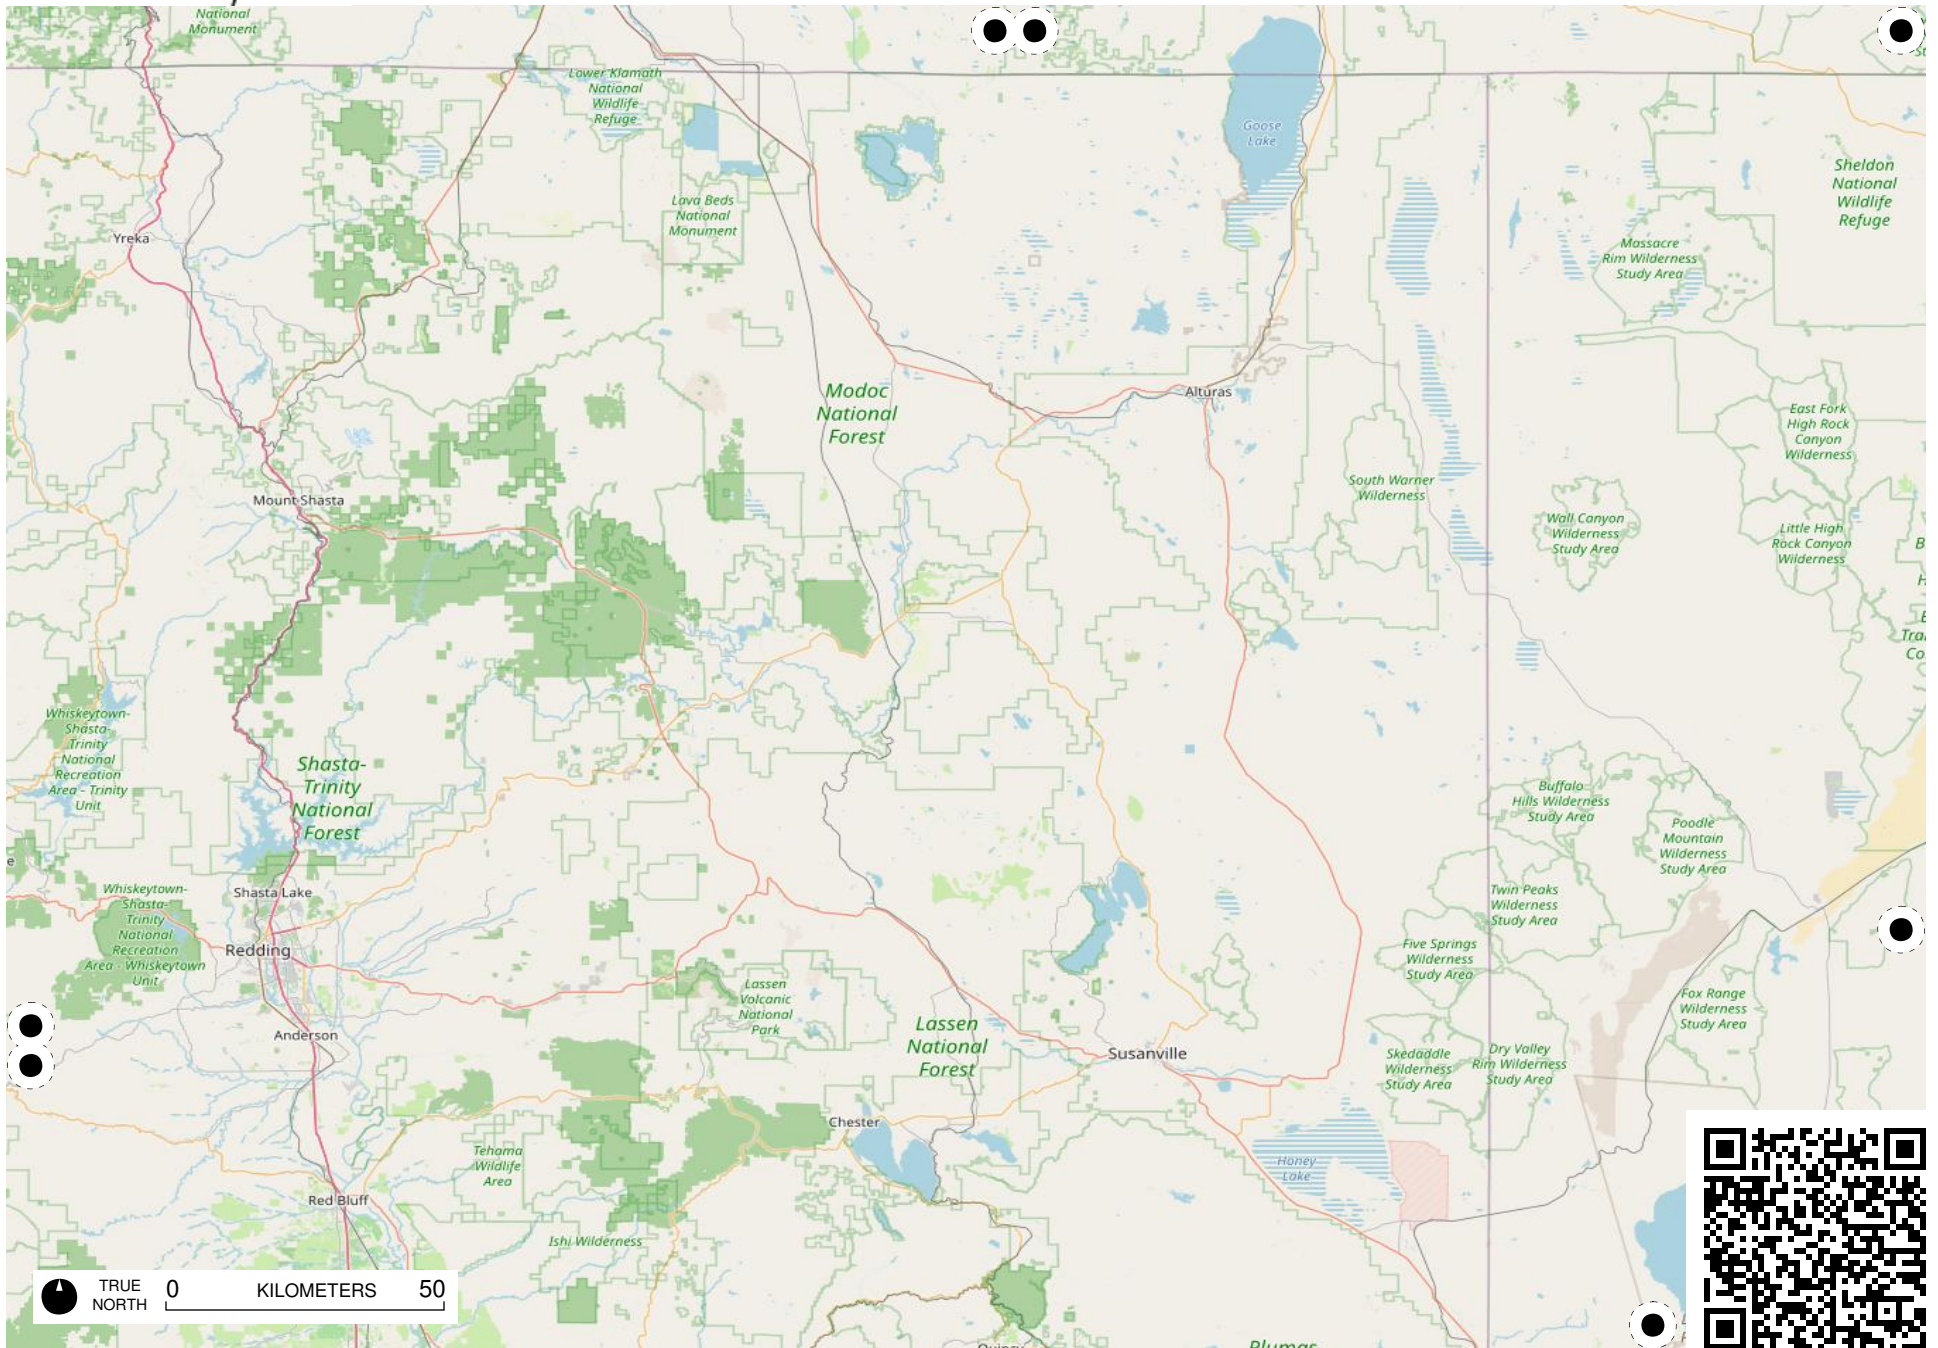 National
Monument
Lower Klamath
National
Wildlife
Refuge
Goose
Lake
Sheldon
National
Wildlife
Refuge
Lava Beds
National
Monument
Yreka
Massacre
Rim Wilderness
Study Area
Modoc
National
Forest
Alturas
East Fork
High Rock
Canyon
Wilderness
South Warner
Wilderness
Mount Shasta
Wall Canyon
Wilderness
Study Area
Little High
Rock Canyon
Wilderness
Whiskeytown-
Shasta-
Trinity
National
Recreation
Area - Trinity
Unit
Shasta-
Trinity
National
Forest
Buffalo
Hills Wilderness
Study Area
Poodle
Mountain
Wilderness
Study Area
Shasta Lake
Whiskeytown-
Shasta-
Trinity
National
Recreation
Area - Whiskeytown
Unit
Twin Peaks
Wilderness
Study Area
Redding
Five Springs
Wilderness
Study Area
Lassen
Volcanic
National
Park
Fox Range
Wilderness
Study Area
Anderson
Lassen
National
Forest
Susanville
Skedaddle
Wilderness
Study Area
Dry Valley
Rim Wilderness
Study Area
Chester
Tehama
Wildlife
Area
Honey
Lake
Red Bluff
Ishi Wilderness
TRUE
NORTH
0 KILOMETERS 50
Quincy
Plumas